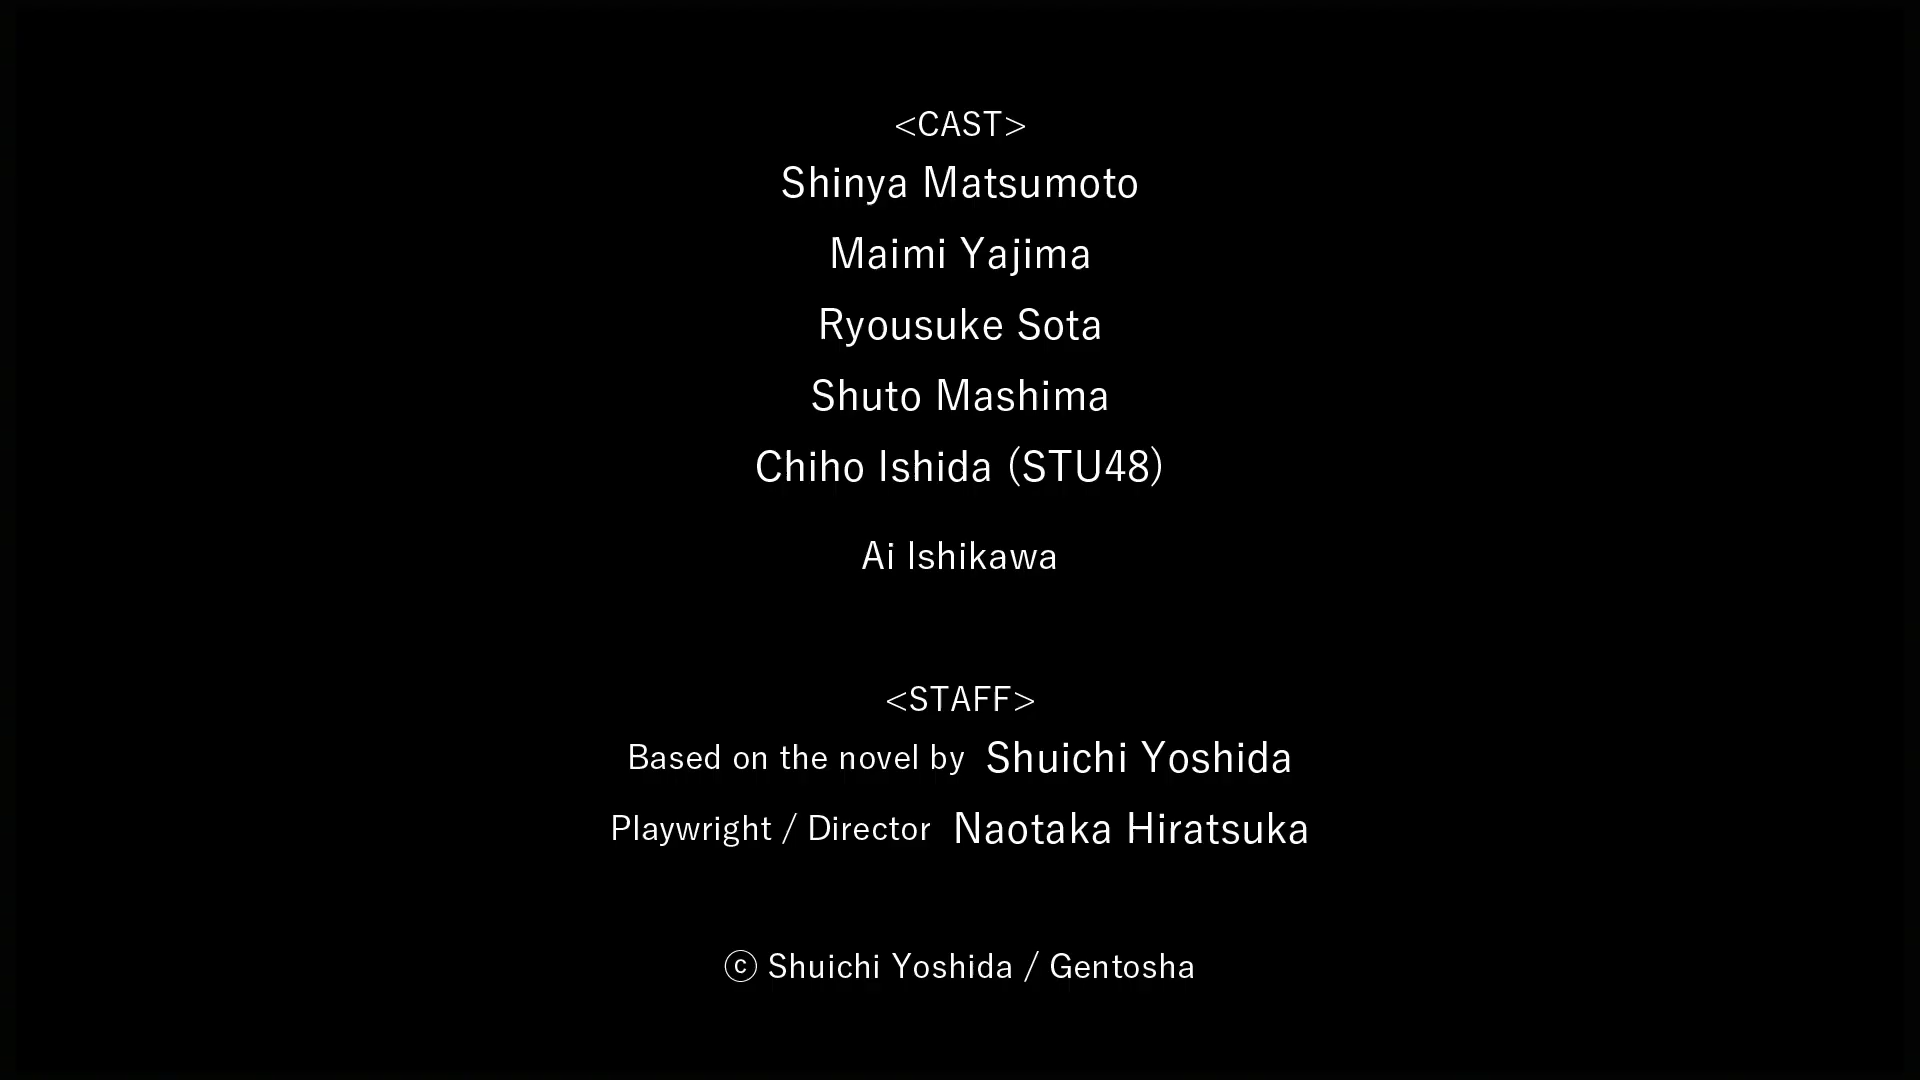 <CAST>
Shinya Matsumoto
Maimi Yajima
Ryousuke Sota
Shuto Mashima
Chiho Ishida (STU48)
Ai Ishikawa
<STAFF>
Based on the novel by Shuichi Yoshida
Playwright / Director Naotaka Hiratsuka
ⓒ Shuichi Yoshida / Gentosha